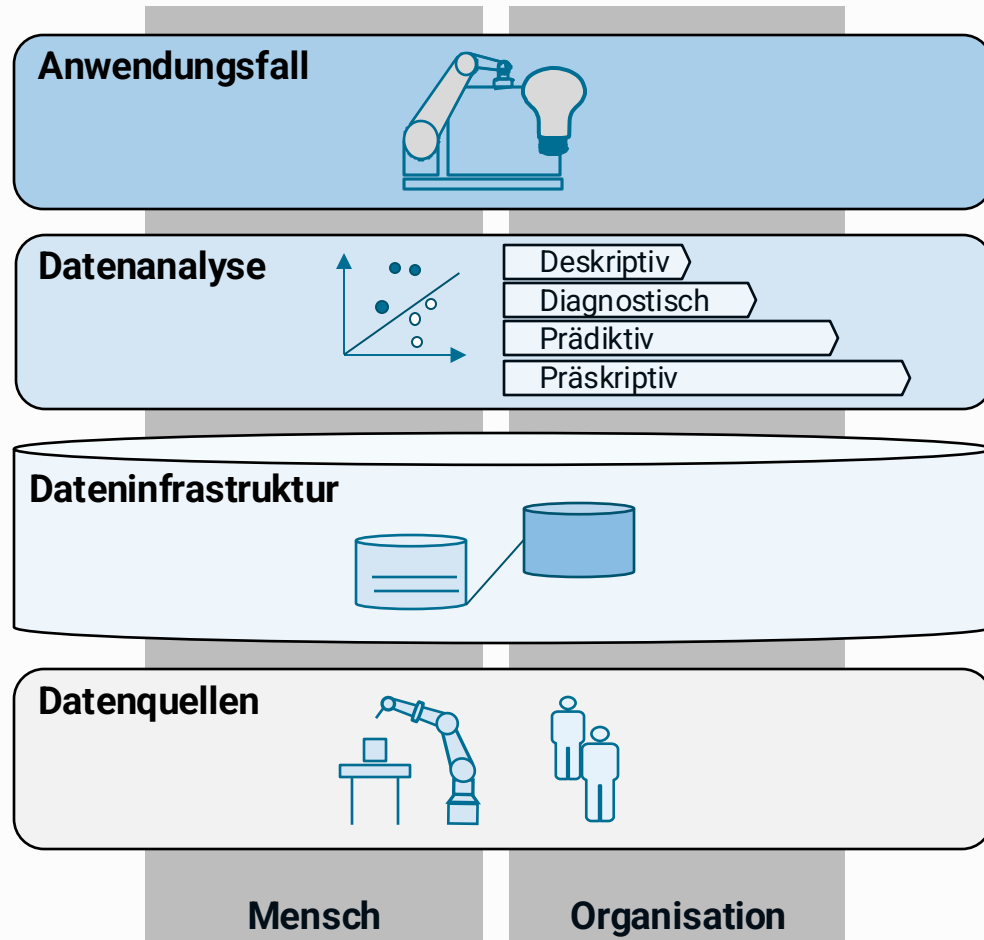 Anwendungsfall
Datenanalyse
Deskriptiv
Diagnostisch
Prädiktiv
Präskriptiv
Dateninfrastruktur
Datenquellen
Mensch
Organisation